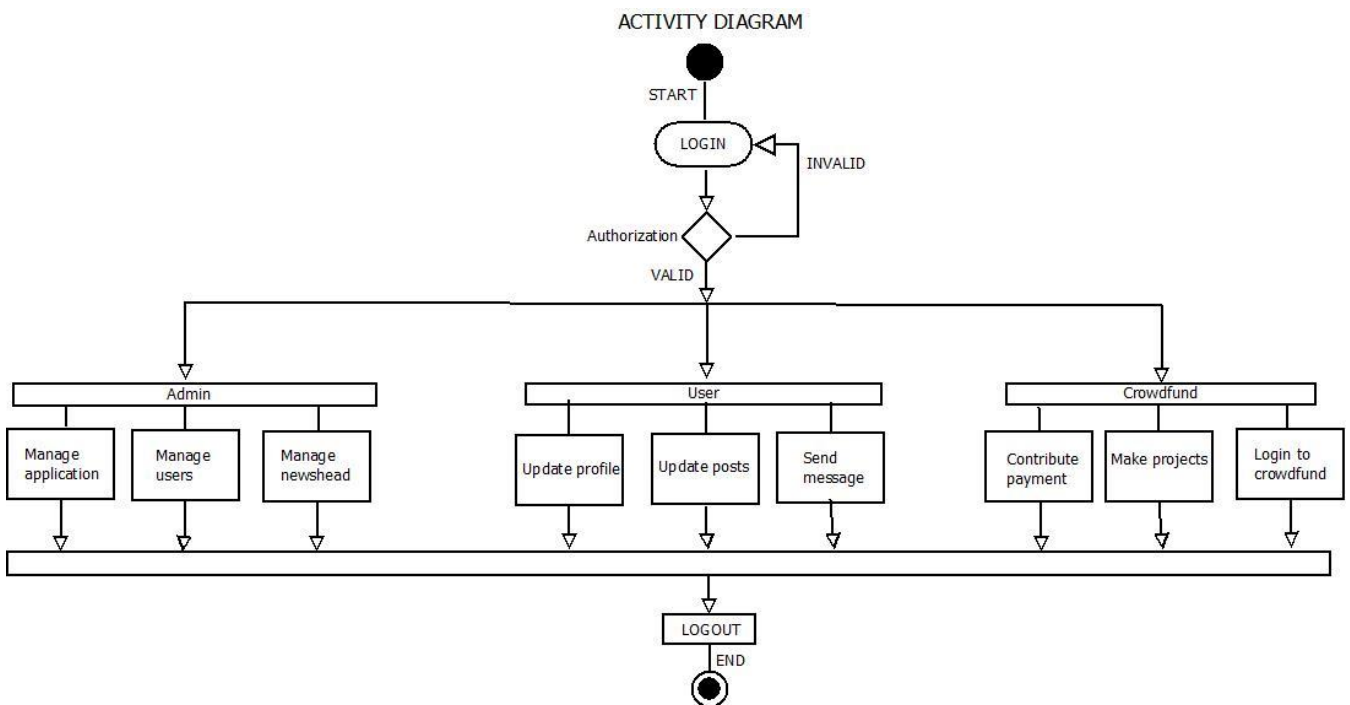 ACTIVITY DIAGRAM
START
LOGIN
INVALID
Authorization
VALID
Admin
User
Crowdfund
Manage
application
Manage
users
Manage
newshead
Update profile
Update posts
Send
message
Contribute
payment
Make projects
Login to
crowdfund
LOGOUT
END